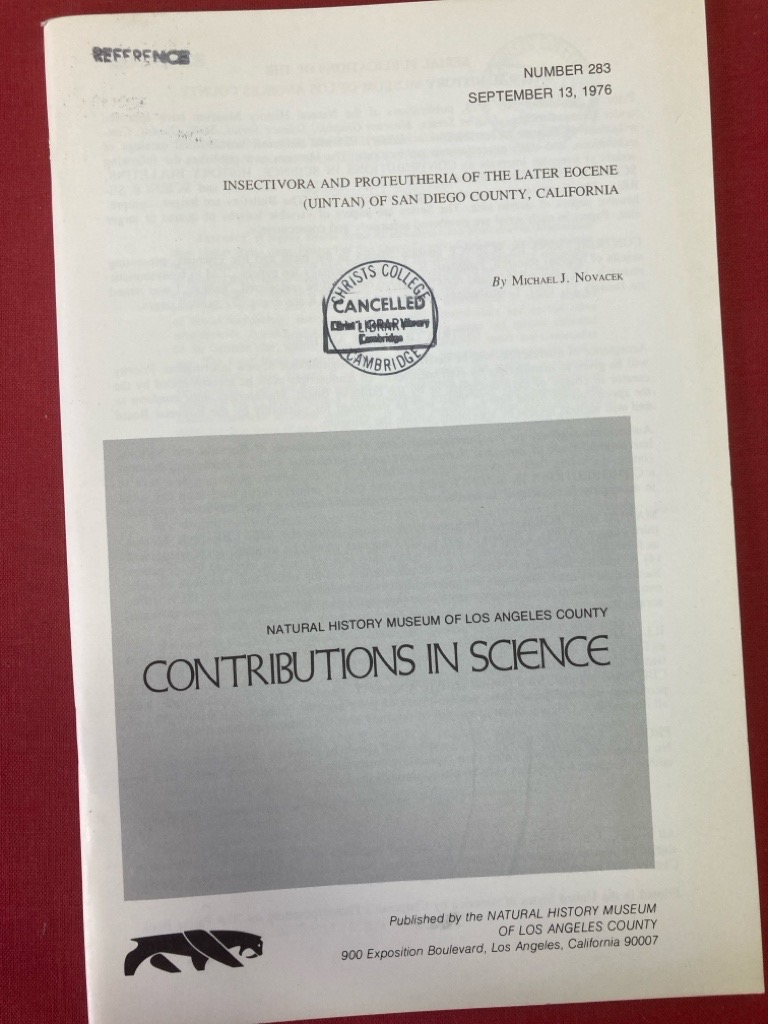 REFERENCE
NUMBER 283
SEPTEMBER 13, 1976
INSECTIVORA AND PROTEUTHERIA OF THE LATER EOCENE
(UINTAN) OF SAN DIEGO COUNTY, CALIFORNIA
By MICHAEL J. NOVACEK
CHRISTS COLLEGE
CANCELLED
LIBRARY
Cambridge
CAMBRIDGE
NATURAL HISTORY MUSEUM OF LOS ANGELES COUNTY
CONTRIBUTIONS IN SCIENCE
Published by the NATURAL HISTORY MUSEUM
OF LOS ANGELES COUNTY
900 Exposition Boulevard, Los Angeles, California 90007